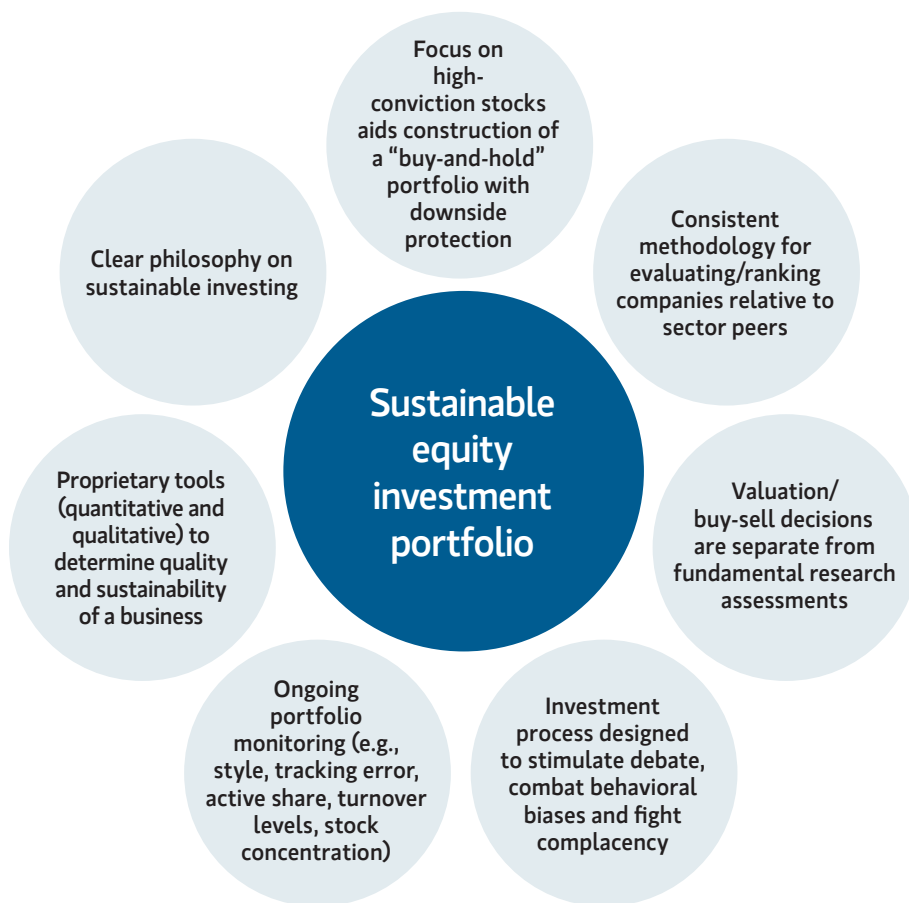 Focus on
high-
conviction stocks
aids construction of
a “buy-and-hold”
portfolio with
downside
protection
Consistent
methodology for
evaluating/ranking
companies relative to
sector peers
Valuation/
buy-sell decisions
are separate from
fundamental research
assessments
Investment
process designed
to stimulate debate,
combat behavioral
biases and fight
complacency
Ongoing
portfolio
monitoring (e.g.,
style, tracking error,
active share, turnover
levels, stock
concentration)
Proprietary tools
(quantitative and
qualitative) to
determine quality
and sustainability
of a business
Clear philosophy on
sustainable investing
Sustainable
equity
investment
portfolio